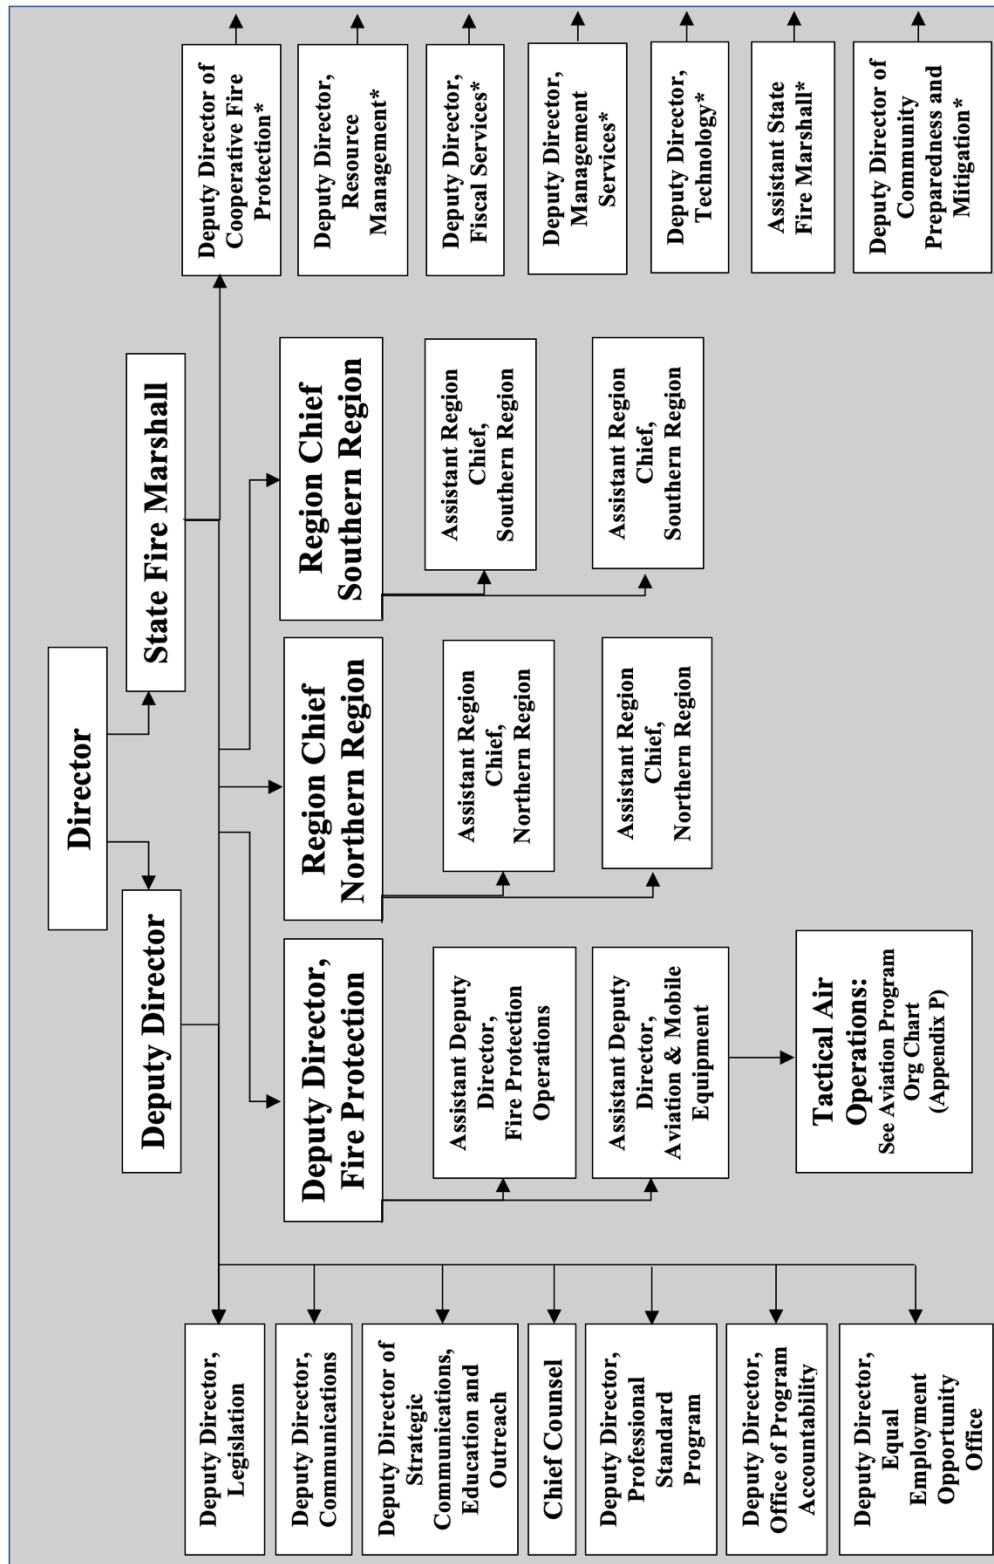 Director
Deputy Director
State Fire Marshall
Deputy Director,
Legislation
Deputy Director,
Communications
Deputy Director of
Strategic
Communications,
Education and
Outreach
Chief Counsel
Deputy Director,
Professional
Standard
Program
Deputy Director,
Office of Program
Accountability
Deputy Director,
Equal
Employment
Opportunity
Office
Deputy Director,
Fire Protection
Assistant Deputy
Director,
Fire Protection
Operations
Assistant Deputy
Director,
Aviation & Mobile
Equipment
Tactical Air
Operations:
See Aviation Program
Org Chart
(Appendix P)
Region Chief
Northern Region
Assistant Region
Chief,
Northern Region
Assistant Region
Chief,
Northern Region
Region Chief
Southern Region
Assistant Region
Chief,
Southern Region
Assistant Region
Chief,
Southern Region
Deputy Director of
Cooperative Fire
Protection*
Deputy Director,
Resource
Management*
Deputy Director,
Fiscal Services*
Deputy Director,
Management
Services*
Deputy Director,
Technology*
Assistant State
Fire Marshall*
Deputy Director of
Community
Preparedness and
Mitigation*